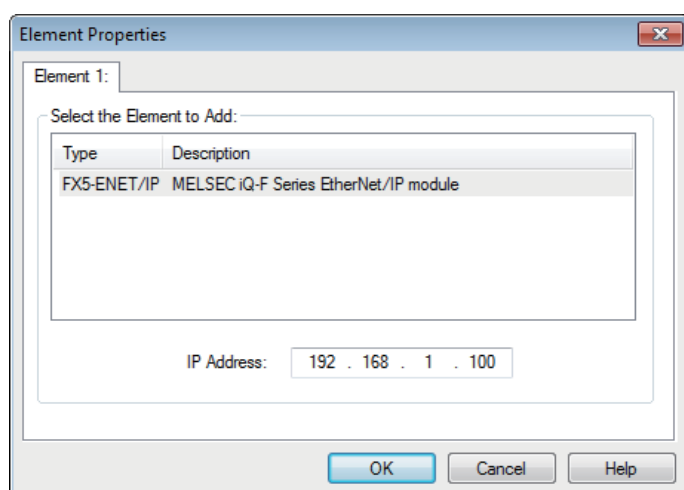 Element Properties
Element 1:
Select the Element to Add:
Type Description
FX5-ENET/IP MELSEC iQ-F Series EtherNet/IP module
IP Address: 192 . 168 . 1 . 100
OK Cancel Help